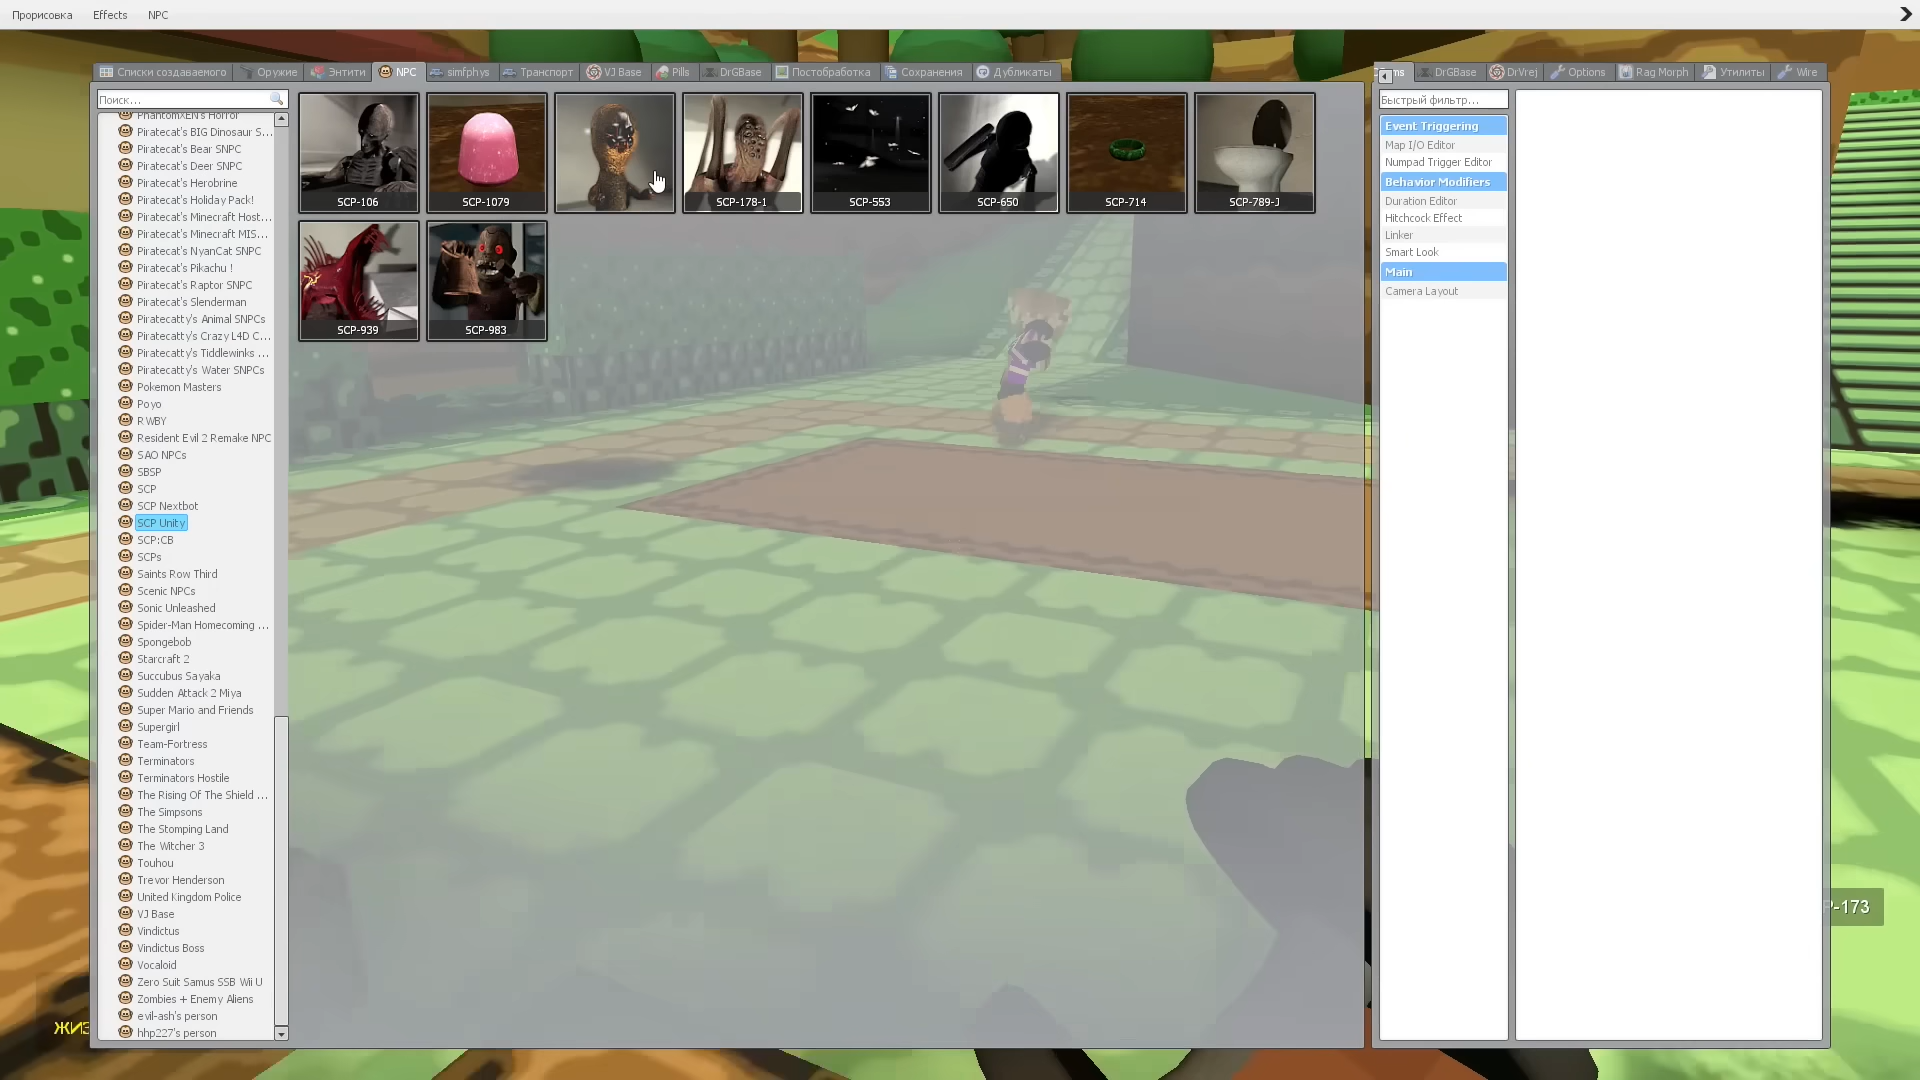 Прорисовка Effects NPC
Списки создаваемого Оружие Энтити NPC simfphys Транспорт VJ Base Pills DrGBase Постобработка Сохранения Дубликаты
DrGBase DrVrej Options Rag Morph Утилиты Wire
Поиск...
PhantomXEN's Horror
Piratecat's BIG Dinosaur S...
Piratecat's Bear SNPC
Piratecat's Deer SNPC
Piratecat's Herobrine
Piratecat's Holiday Pack!
Piratecat's Minecraft Host...
Piratecat's Minecraft MIS...
Piratecat's NyanCat SNPC
Piratecat's Pikachu !
Piratecat's Raptor SNPC
Piratecat's Slenderman
Piratecatty's Animal SNPCs
Piratecatty's Crazy L4D C...
Piratecatty's Tiddlewinks ...
Piratecatty's Water SNPCs
Pokemon Masters
Poyo
RWBY
Resident Evil 2 Remake NPC
SAO NPCs
SBSP
SCP
SCP Nextbot
SCP Unity
SCP:CB
SCPs
Saints Row Third
Scenic NPCs
Sonic Unleashed
Spider-Man Homecoming ...
Spongebob
Starcraft 2
Succubus Sayaka
Sudden Attack 2 Miya
Super Mario and Friends
Supergirl
Team-Fortress
Terminators
Terminators Hostile
The Rising Of The Shield ...
The Simpsons
The Stomping Land
The Witcher 3
Touhou
Trevor Henderson
United Kingdom Police
VJ Base
Vindictus
Vindictus Boss
Vocaloid
Zero Suit Samus SSB Wii U
Zombies + Enemy Aliens
evil-ash's person
hhp227's person
SCP-106 SCP-1079 SCP-178-1 SCP-553 SCP-650 SCP-714 SCP-789-J
SCP-939 SCP-983
Быстрый фильтр...
Event Triggering
Map I/O Editor
Numpad Trigger Editor
Behavior Modifiers
Duration Editor
Hitchcock Effect
Linker
Smart Look
Main
Camera Layout
P-173
ЖИЗ